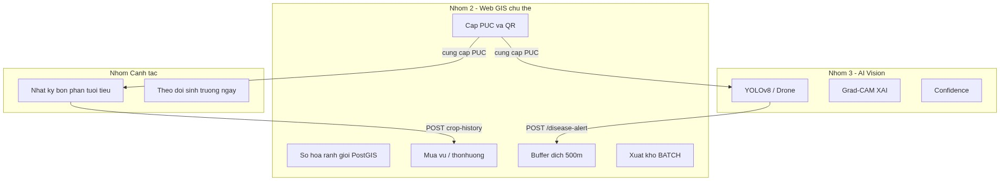 Nhom 2 - Web GIS chu the
Cap PUC va QR
cung cap PUC
cung cap PUC
Nhom Canh tac
Nhat ky bon phan tuoi tieu
Theo doi sinh truong ngay
Nhom 3 - AI Vision
YOLOv8 / Drone
Grad-CAM XAI
Confidence
POST crop-history
POST /disease-alert
So hoa ranh gioi PostGIS
Mua vu / thonhuong
Buffer dich 500m
Xuat kho BATCH